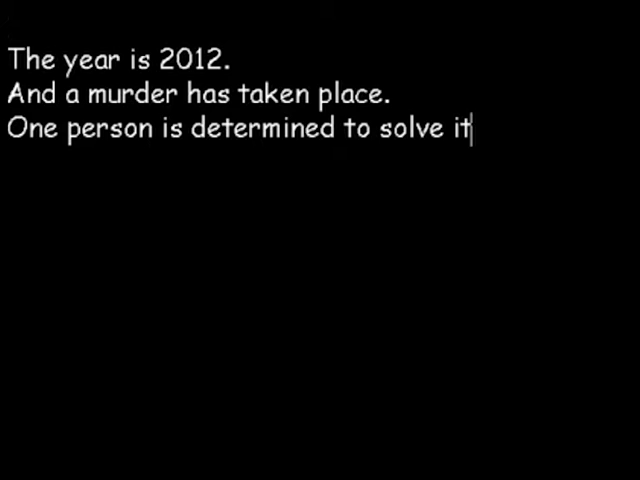 The year is 2012.
And a murder has taken place.
One person is determined to solve it